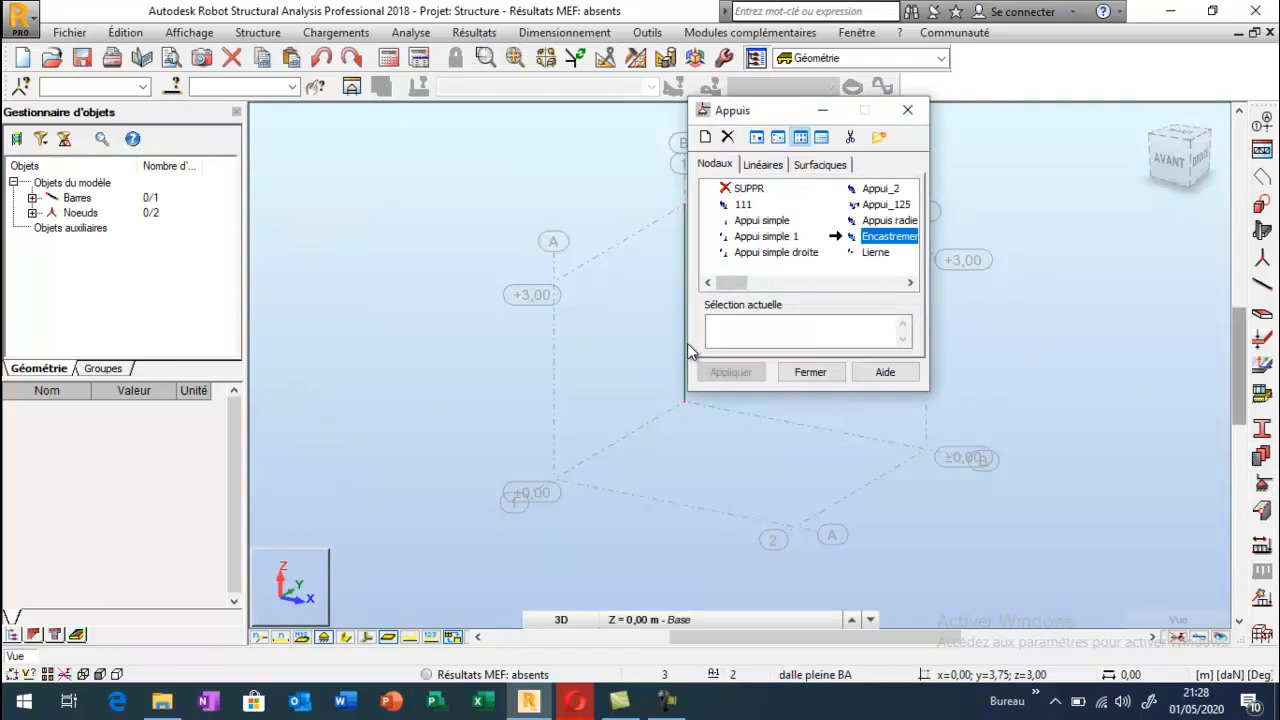 Autodesk Robot Structural Analysis Professional 2018 - Projet: Structure - Résultats MEF: absents
Entrez mot-clé ou expression
Se connecter
PRO
Fichier Édition Affichage Structure Chargements Analyse Résultats Dimensionnement Outils Modules complémentaires Fenêtre ? Communauté
Géométrie
Gestionnaire d'objets
Objets Nombre d'...
Objets du modèle
Barres 0/1
Noeuds 0/2
Objets auxiliaires
Géométrie Groupes
Nom Valeur Unité
Appuis
Nodaux Linéaires Surfaciques
SUPPR Appui_2
111 Appui_125
Appui simple Appuis radie
Appui simple 1 Encastremer
Appui simple droite Lierne
Sélection actuelle
Appliquer Fermer Aide
AVANT
B
1
A
+3,00
+3,00
±0,00
B
±0,00
1
2
A
Z
Y
X
3D Z = 0,00 m - Base
Activer Windows
Accédez aux paramètres pour activer Windows.
Vue
Vue
Résultats MEF: absents 3 2 dalle pleine BA x=0,00; y=3,75; z=3,00 0,00 [m] [daN] [Deg]
Bureau
21:28
01/05/2020
10